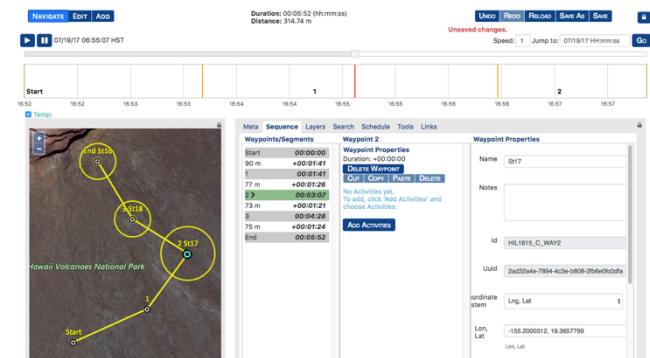 NAVIGATE EDIT ADD
Duration: 00:05:52 (hh:mm:ss)
Distance: 314.74 m
UNDO REDO RELOAD SAVE AS SAVE
Unsaved changes.
07/19/17 06:55:07 HST
Speed: 1 Jump to: 07/19/17 HH:mm:ss GO
Start 1 2
16:52 16:52 16:53 16:53 16:54 16:54 16:55 16:55 16:56 16:56 16:57 16:57
Temp:
Meta Sequence Layers Search Schedule Tools Links
Waypoints/Segments
Start 00:00:00
90 m +00:01:41
1 00:01:41
77 m +00:01:26
2 > 00:03:07
73 m +00:01:21
3 00:04:28
75 m +00:01:24
End 00:05:52
Waypoint 2
Waypoint Properties
Duration: +00:00:00
DELETE WAYPOINT
CUT COPY PASTE DELETE
No Activities yet.
To add, click 'Add Activities' and
choose Activities.
ADD ACTIVITIES
Waypoint Properties
Name St17
Notes
Id HIL1815_C_WAY2
Uuid 2ad32a4e-7894-4c3e-b608-2fb6e0fc0dfa
oordinate
stem
Lng, Lat
Lon,
Lat
-155.2000312, 19.3657799
Lon, Lat
+
-
End St16
3 St18
2 St17
Hawaii Volcanoes National Park
1
Start